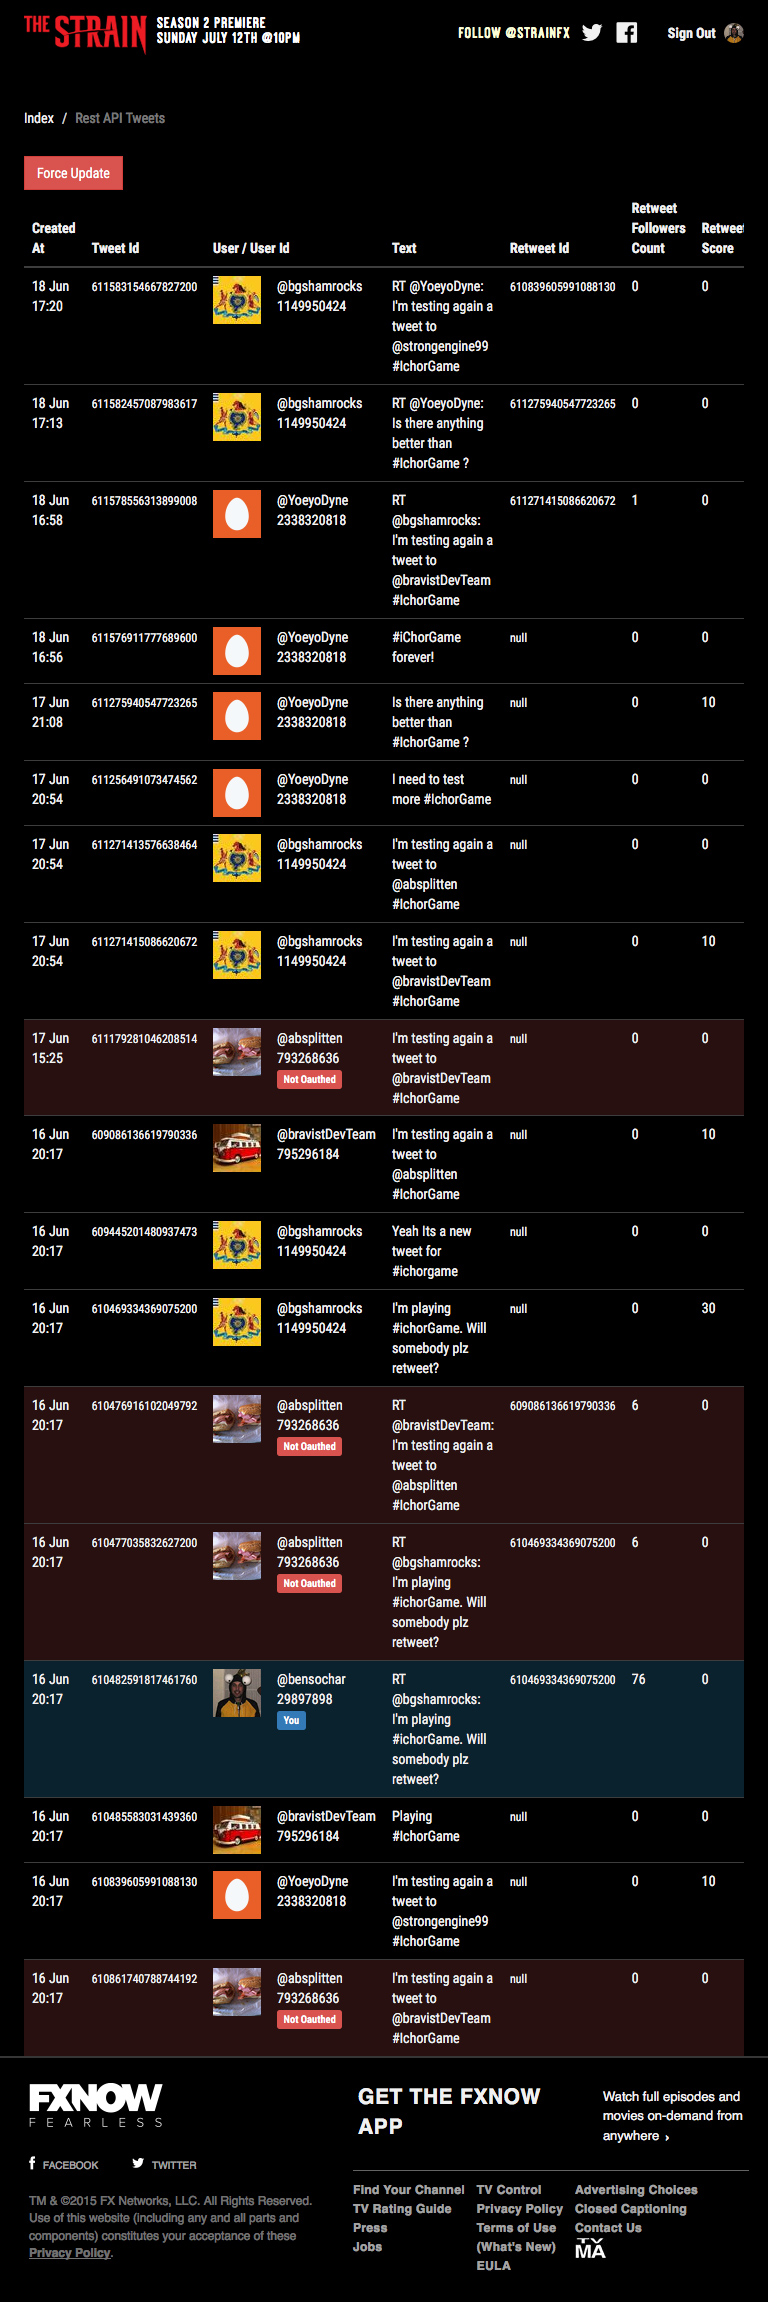 THE STRAIN
SEASON 2 PREMIERE
SUNDAY JULY 12TH @10PM
FOLLOW @STRAINFX
Sign Out
Index / Rest API Tweets
Force Update
Created At Tweet Id User / User Id Text Retweet Id Retweet Followers Count Retweet Score
18 Jun 611583154667827200 @bgshamrocks RT @YoeyoDyne: 610839605991088130 0 0
17:20 1149950424 I'm testing again a
tweet to
@strongengine99
#IchorGame
18 Jun 611582457087983617 @bgshamrocks RT @YoeyoDyne: 611275940547723265 0 0
17:13 1149950424 Is there anything
better than
#IchorGame ?
18 Jun 611578556313899008 @YoeyoDyne RT 611271415086620672 1 0
16:58 2338320818 @bgshamrocks:
I'm testing again a
tweet to
@bravistDevTeam
#IchorGame
18 Jun 611576911777689600 @YoeyoDyne #iChorGame null 0 0
16:56 2338320818 forever!
17 Jun 611275940547723265 @YoeyoDyne Is there anything null 0 10
21:08 2338320818 better than
#IchorGame ?
17 Jun 611256491073474562 @YoeyoDyne I need to test null 0 0
20:54 2338320818 more #IchorGame
17 Jun 611271413576638464 @bgshamrocks I'm testing again a null 0 0
20:54 1149950424 tweet to
@absplitten
#IchorGame
17 Jun 611271415086620672 @bgshamrocks I'm testing again a null 0 10
20:54 1149950424 tweet to
@bravistDevTeam
#IchorGame
17 Jun 611179281046208514 @absplitten I'm testing again a null 0 0
15:25 793268636 tweet to
Not Oauthed @bravistDevTeam
#IchorGame
16 Jun 609086136619790336 @bravistDevTeam I'm testing again a null 0 10
20:17 795296184 tweet to
@absplitten
#IchorGame
16 Jun 609445201480937473 @bgshamrocks Yeah Its a new null 0 0
20:17 1149950424 tweet for
#ichorgame
16 Jun 610469334369075200 @bgshamrocks I'm playing null 0 30
20:17 1149950424 #ichorGame. Will
somebody plz
retweet?
16 Jun 610476916102049792 @absplitten RT 609086136619790336 6 0
20:17 793268636 @bravistDevTeam:
Not Oauthed I'm testing again a
tweet to
@absplitten
#IchorGame
16 Jun 610477035832627200 @absplitten RT 610469334369075200 6 0
20:17 793268636 @bgshamrocks:
Not Oauthed I'm playing
#ichorGame. Will
somebody plz
retweet?
16 Jun 610482591817461760 @bensochar RT 610469334369075200 76 0
20:17 29897898 @bgshamrocks:
You I'm playing
#ichorGame. Will
somebody plz
retweet?
16 Jun 610485583031439360 @bravistDevTeam Playing null 0 0
20:17 795296184 #IchorGame
16 Jun 610839605991088130 @YoeyoDyne I'm testing again a null 0 10
20:17 2338320818 tweet to
@strongengine99
#IchorGame
16 Jun 610861740788744192 @absplitten I'm testing again a null 0 0
20:17 793268636 tweet to
Not Oauthed @bravistDevTeam
#IchorGame
FXNOW
FEARLESS
FACEBOOK TWITTER
TM & ©2015 FX Networks, LLC. All Rights Reserved.
Use of this website (including any and all parts and
components) constitutes your acceptance of these
Privacy Policy.
GET THE FXNOW
APP
Watch full episodes and
movies on-demand from
anywhere ›
Find Your Channel TV Control Advertising Choices
TV Rating Guide Privacy Policy Closed Captioning
Press Terms of Use Contact Us
Jobs (What's New) TV
EULA MA